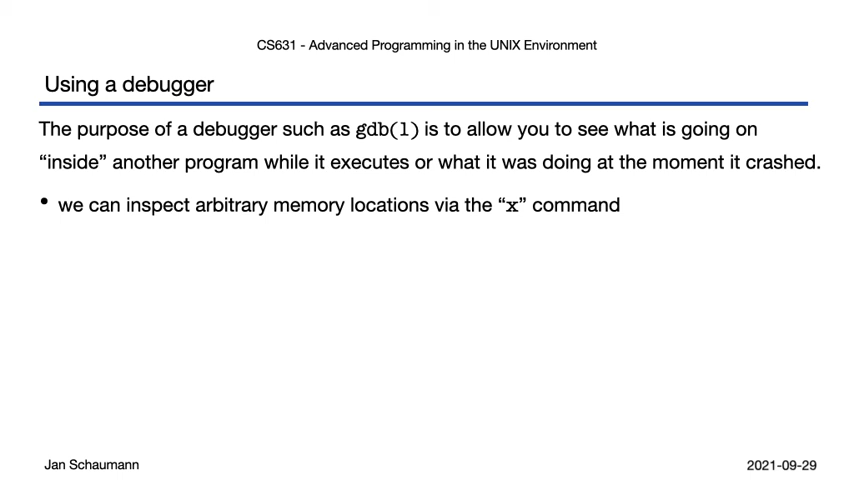 CS631 - Advanced Programming in the UNIX Environment
Using a debugger
The purpose of a debugger such as gdb(1) is to allow you to see what is going on
“inside” another program while it executes or what it was doing at the moment it crashed.
• we can inspect arbitrary memory locations via the “x” command
Jan Schaumann
2021-09-29